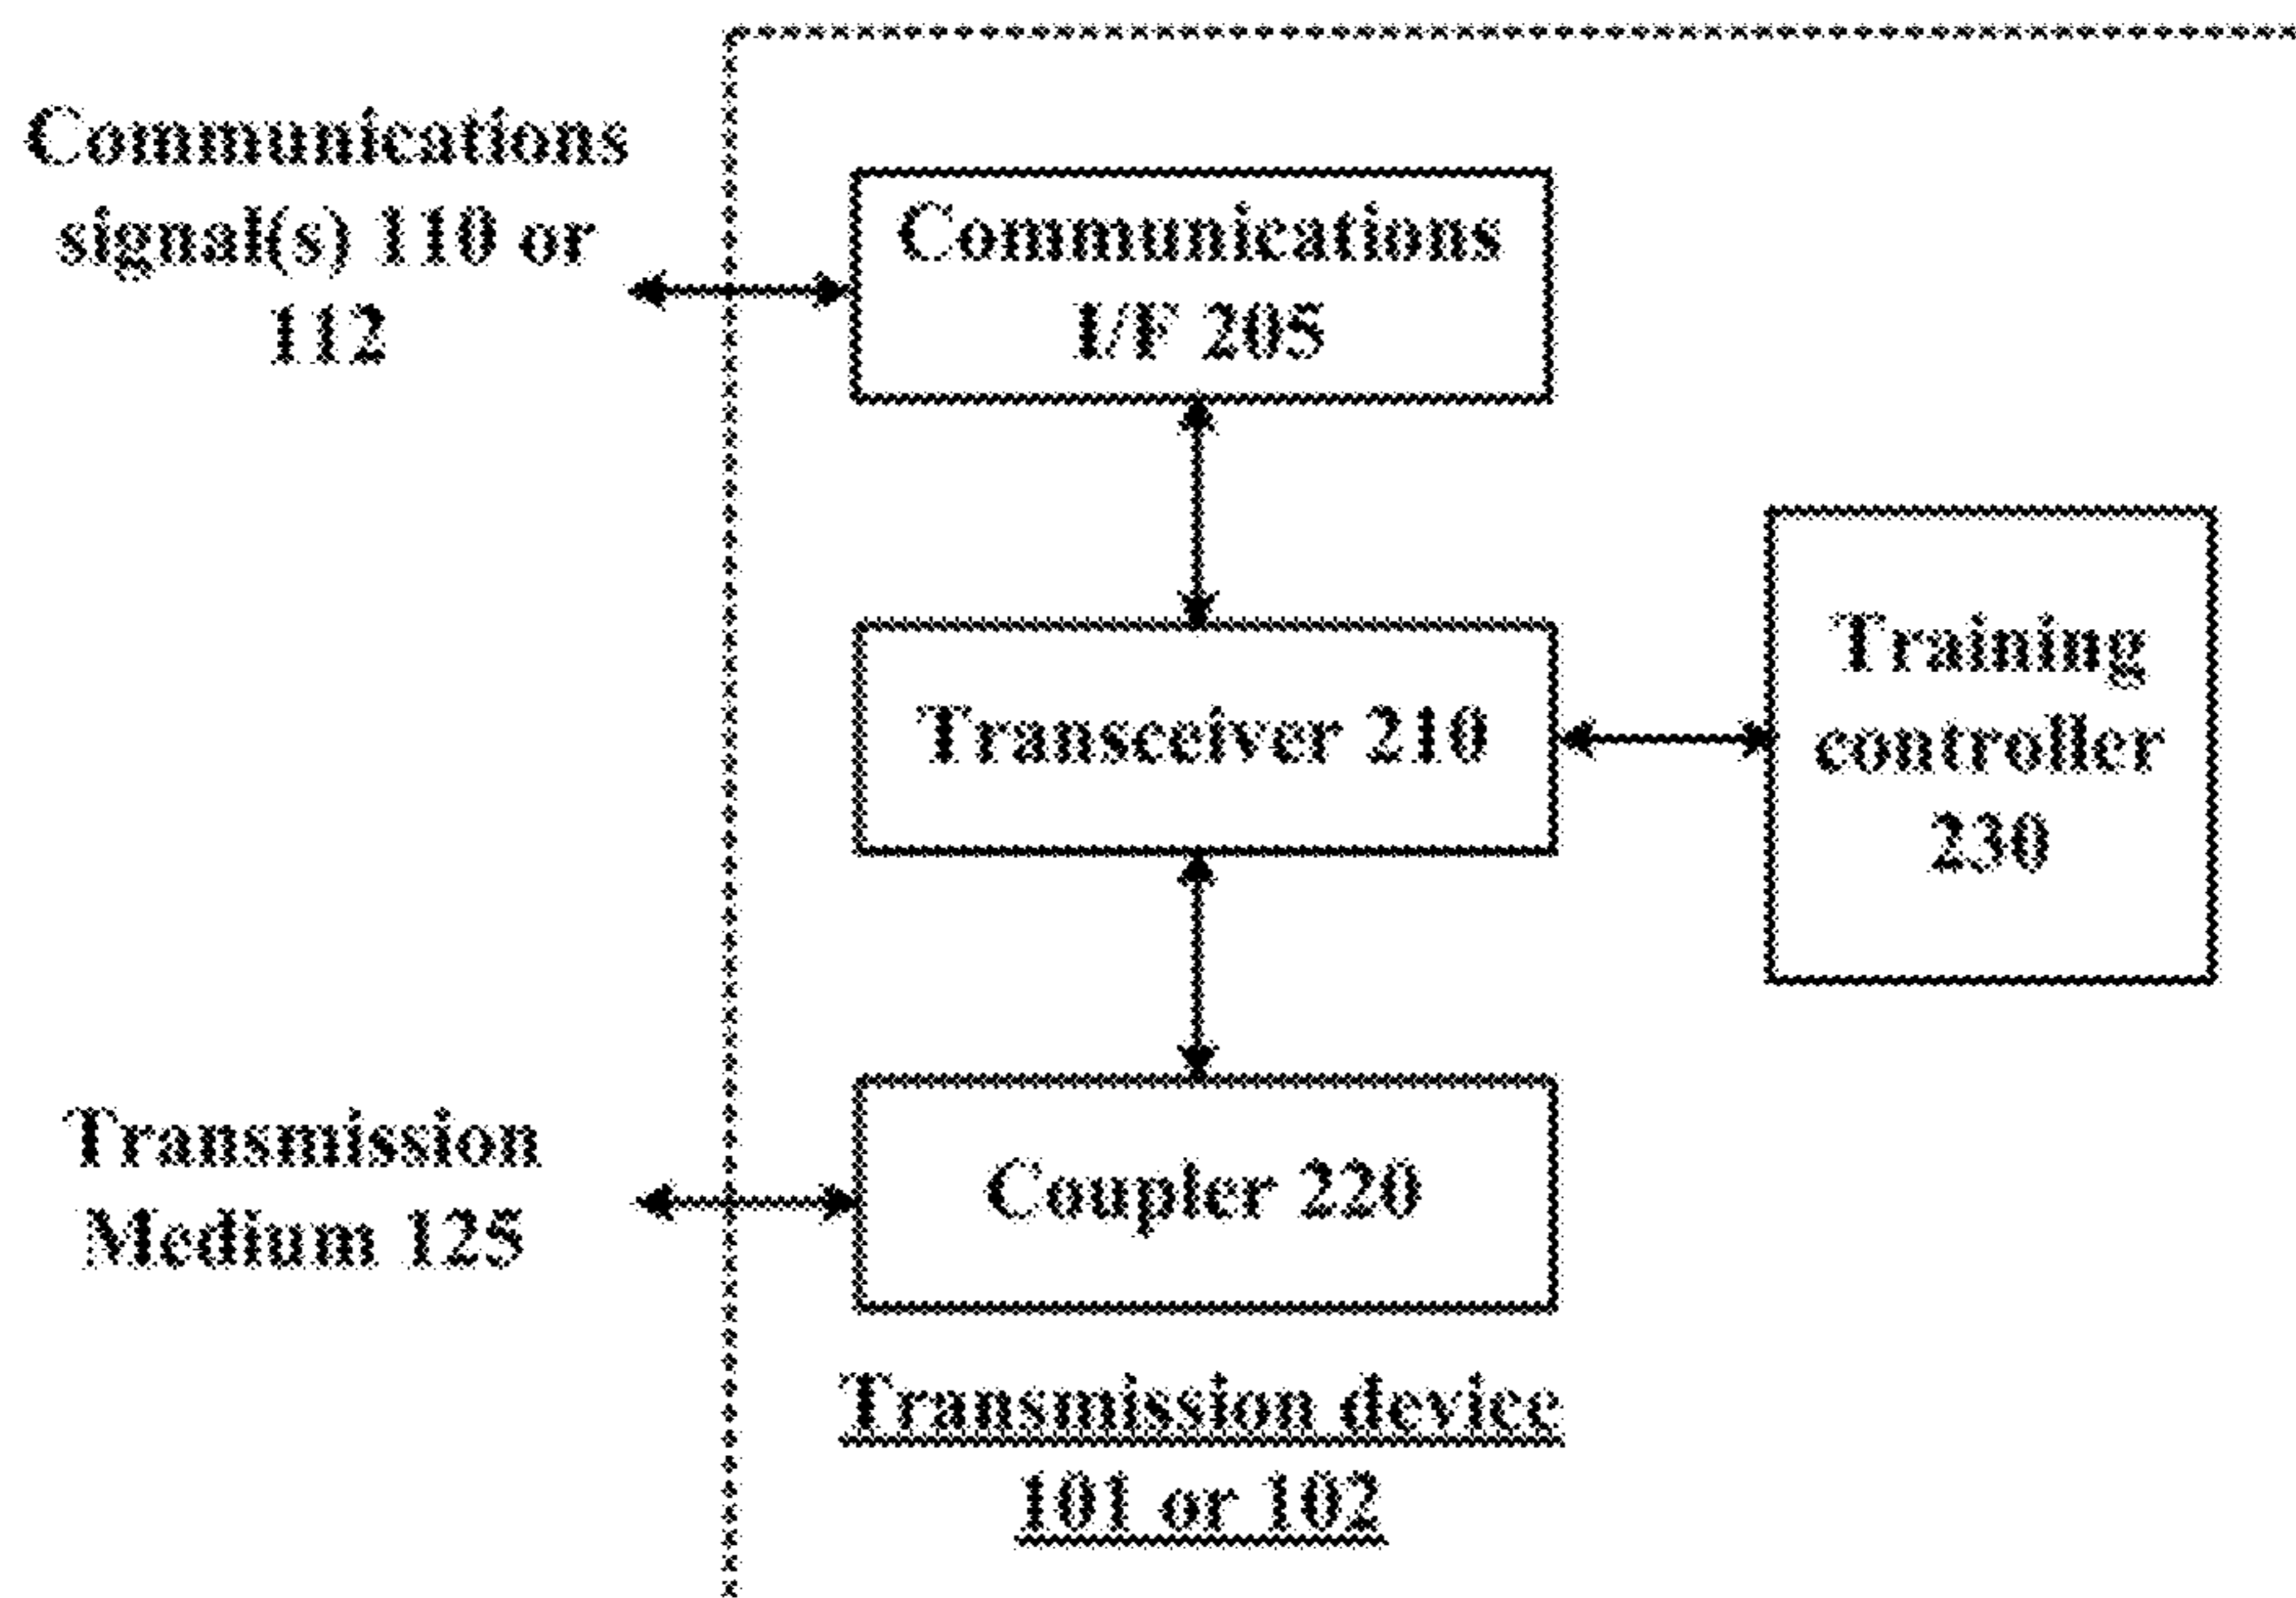 Communications
signal(s) 110 or
112
Communications
I/F 205
Transceiver 210
Training
controller
230
Transmission
Medium 125
Coupler 220
Transmission device
101 or 102